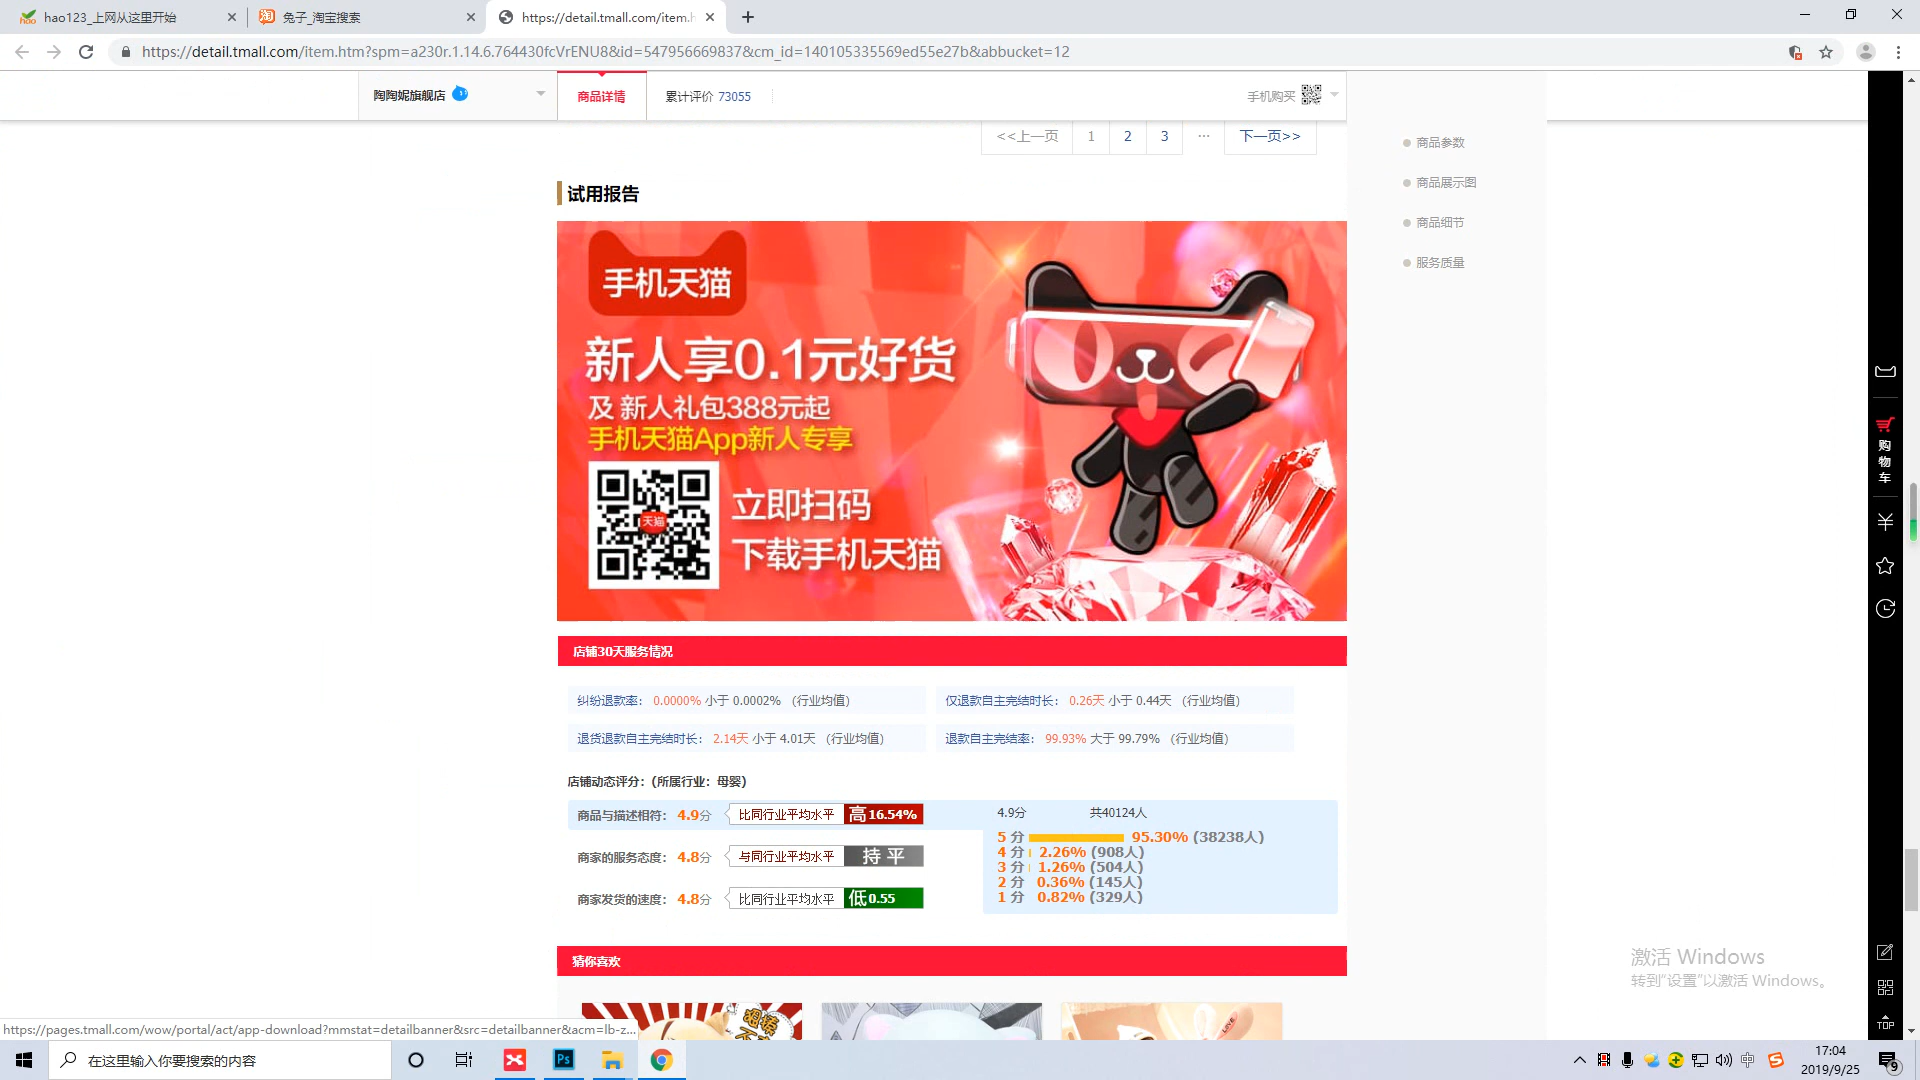 hao123_上网从这里开始
兔子_淘宝搜索
https://detail.tmall.com/item.h
https://detail.tmall.com/item.htm?spm=a230r.1.14.6.764430fcVrENU8&id=547956669837&cm_id=140105335569ed55e27b&abbucket=12
陶陶妮旗舰店
商品详情
累计评价 73055
手机购买
<<上一页 1 2 3 ... 下一页>>
商品参数
商品展示图
商品细节
服务质量
试用报告
手机天猫
新人享0.1元好货
及 新人礼包388元起
手机天猫App新人专享
天猫
立即扫码
下载手机天猫
店铺30天服务情况
纠纷退款率: 0.0000% 小于 0.0002% (行业均值)
仅退款自主完结时长: 0.26天 小于 0.44天 (行业均值)
退货退款自主完结时长: 2.14天 小于 4.01天 (行业均值)
退款自主完结率: 99.93% 大于 99.79% (行业均值)
店铺动态评分: (所属行业: 母婴)
商品与描述相符: 4.9分 比同行业平均水平 高16.54%
商家的服务态度: 4.8分 与同行业平均水平 持 平
商家发货的速度: 4.8分 比同行业平均水平 低0.55
4.9分 共40124人
5 分 95.30% (38238人)
4 分 2.26% (908人)
3 分 1.26% (504人)
2 分 0.36% (145人)
1 分 0.82% (329人)
猜你喜欢
LOVE
购物车
TOP
激活 Windows
转到"设置"以激活 Windows。
https://pages.tmall.com/wow/portal/act/app-download?mmstat=detailbanner&src=detailbanner&acm=lb-z...
在这里输入你要搜索的内容
Ps
中
17:04
2019/9/25
9